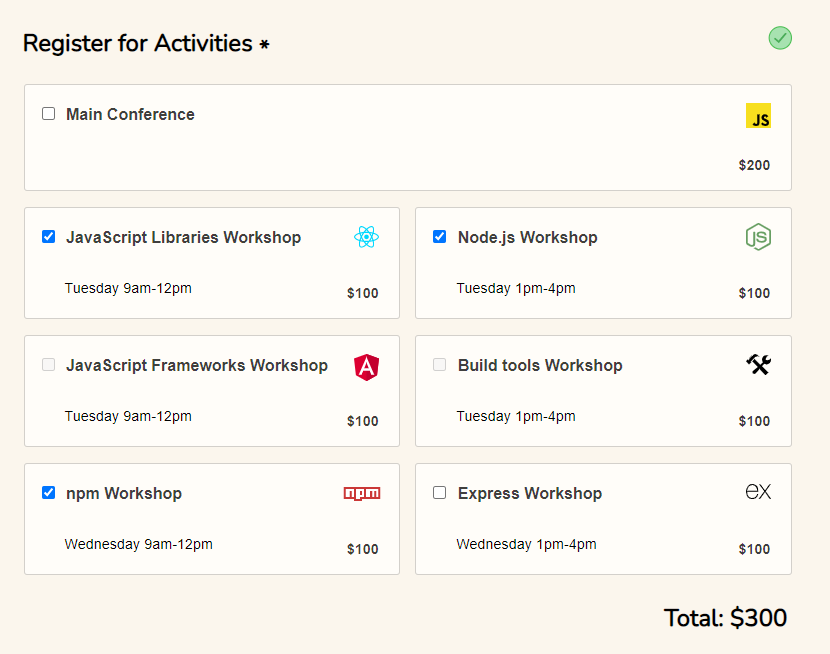 Register for Activities *
Main Conference
JS
$200
JavaScript Libraries Workshop
Tuesday 9am-12pm
$100
Node.js Workshop
JS
Tuesday 1pm-4pm
$100
JavaScript Frameworks Workshop
A
Tuesday 9am-12pm
$100
Build tools Workshop
Tuesday 1pm-4pm
$100
npm Workshop
npm
Wednesday 9am-12pm
$100
Express Workshop
ex
Wednesday 1pm-4pm
$100
Total: $300